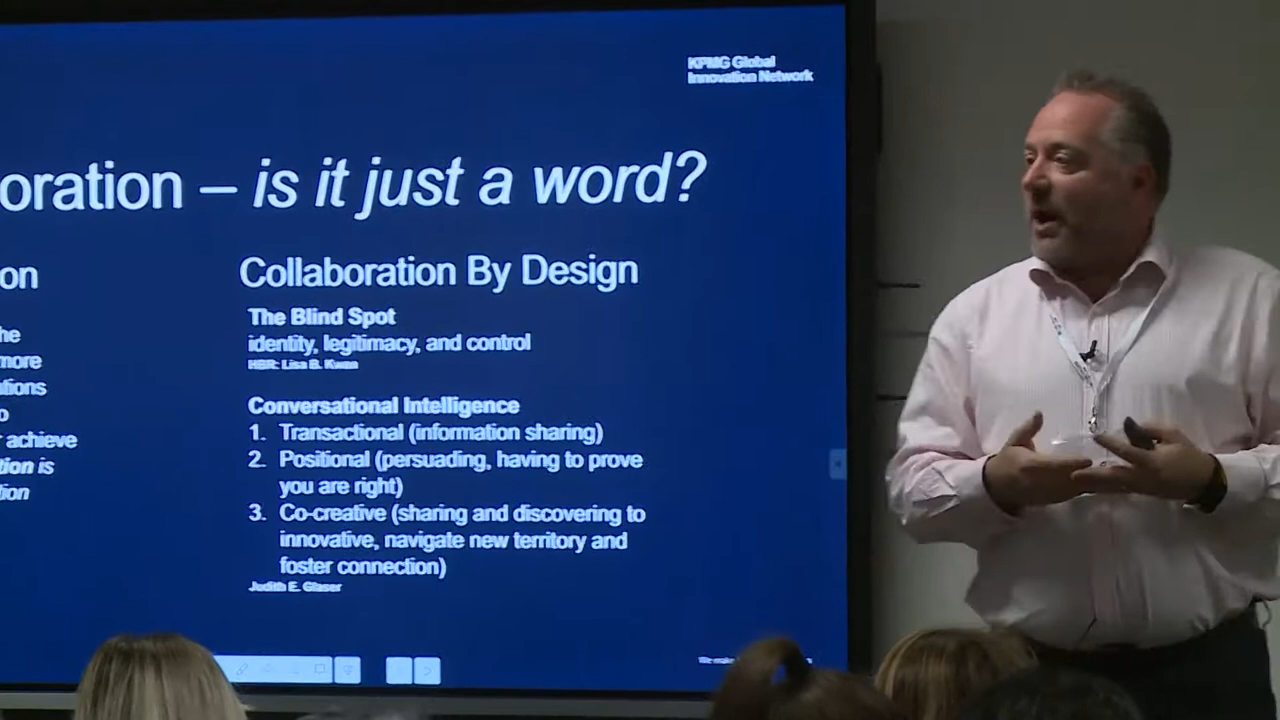 KPMG Global
Innovation Network
oration – is it just a word?
on
he
more
ations
o
achieve
tion is
tion
Collaboration By Design
The Blind Spot
identity, legitimacy, and control
HBR: Lisa B. Kwan
Conversational Intelligence
1. Transactional (information sharing)
2. Positional (persuading, having to prove
you are right)
3. Co-creative (sharing and discovering to
innovative, navigate new territory and
foster connection)
Judith E. Glaser
We make